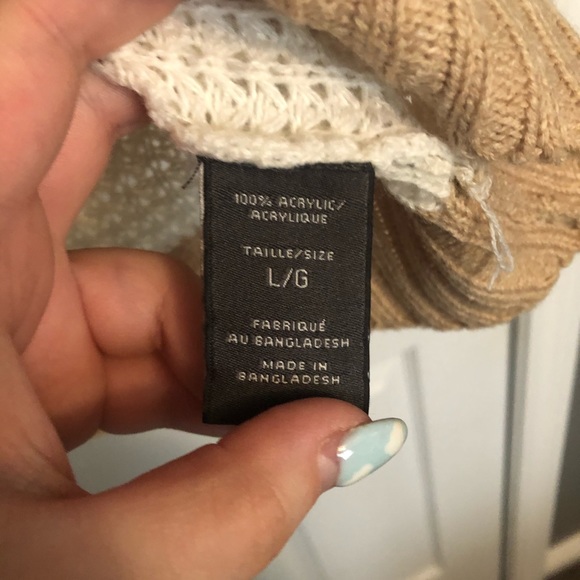 100% ACRYLIC/
ACRYLIQUE
TAILLE/SIZE
L/G
FABRIQUÉ
AU BANGLADESH
MADE IN
BANGLADESH